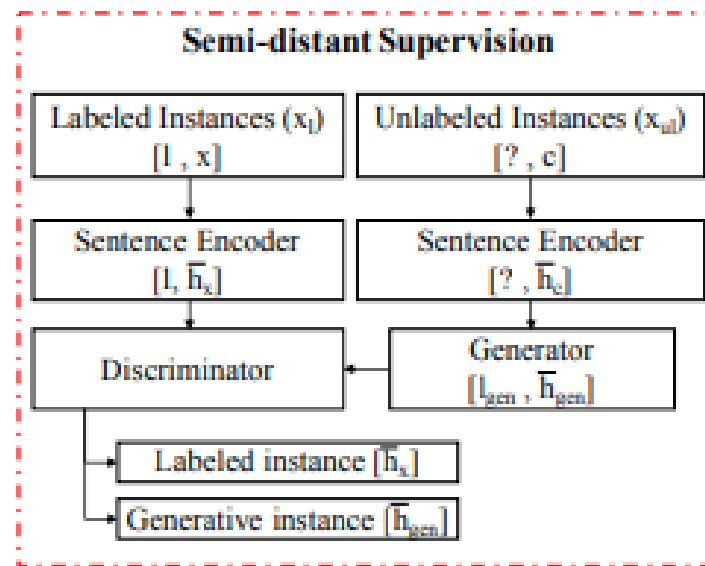 Semi-distant Supervision
Labeled Instances (x_l)
[l , x]
Unlabeled Instances (x_ul)
[? , c]
Sentence Encoder
[l, h̅_x]
Sentence Encoder
[? , h̅_c]
Discriminator
Generator
[l_gen , h̅_gen]
Labeled instance [h̅_x]
Generative instance [h̅_gen]